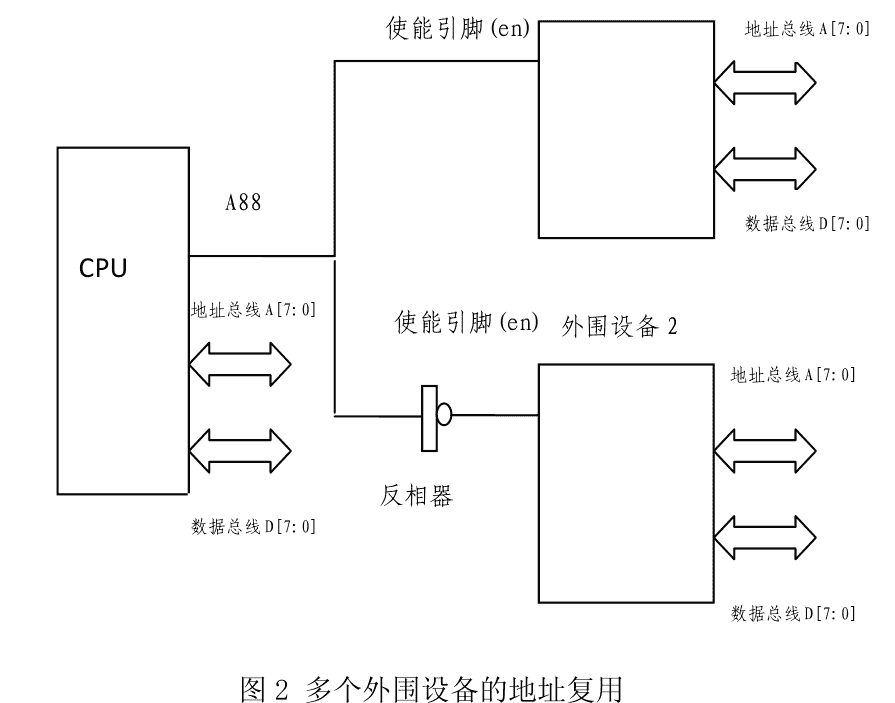 使能引脚(en)
地址总线A[7:0]
A88
数据总线D[7:0]
CPU
地址总线A[7:0]
使能引脚(en)
外围设备2
地址总线A[7:0]
反相器
数据总线D[7:0]
数据总线D[7:0]
图2 多个外围设备的地址复用